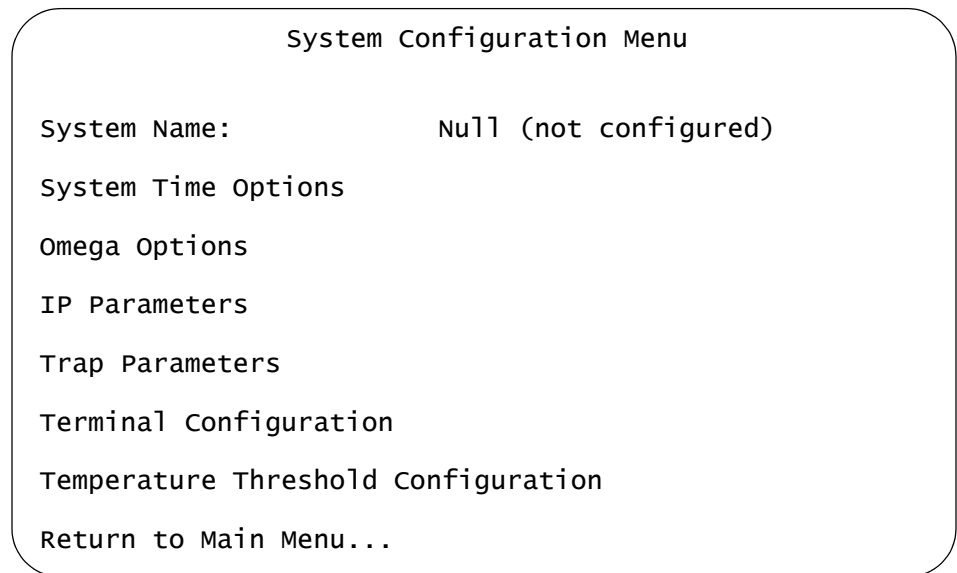 System Configuration Menu
System Name: Null (not configured)
System Time Options
Omega Options
IP Parameters
Trap Parameters
Terminal Configuration
Temperature Threshold Configuration
Return to Main Menu...